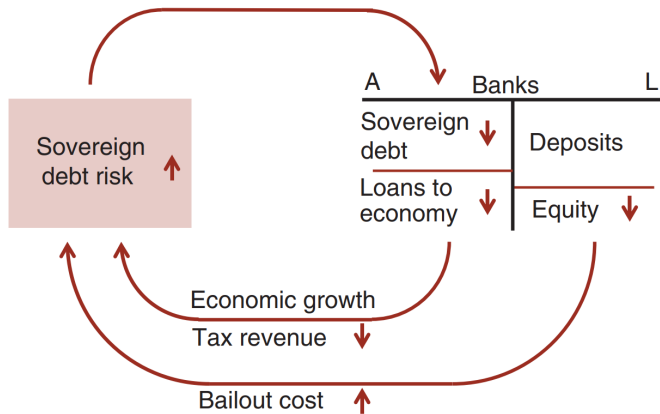 A Banks L
Sovereign
debt
Deposits
Sovereign
debt risk
Loans to
economy
Equity
Economic growth
Tax revenue
Bailout cost